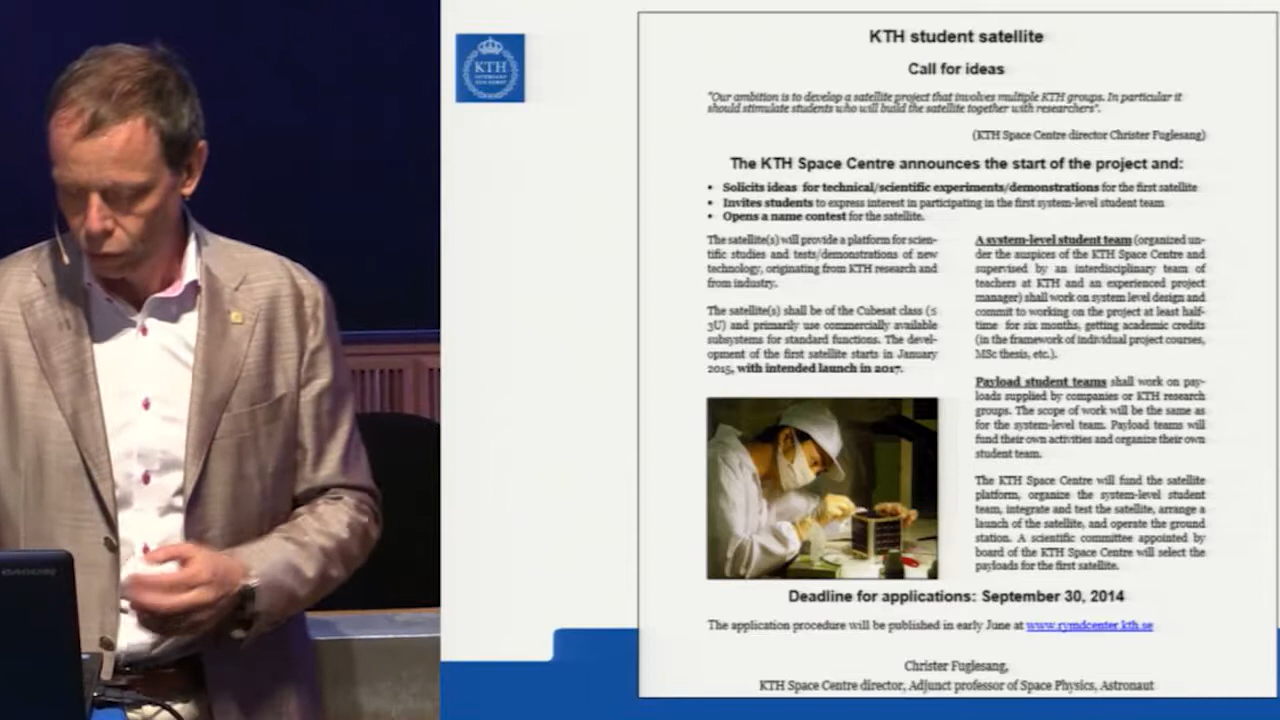 KTH
KTH student satellite
Call for ideas
"Our ambition is to develop a satellite project that involves multiple KTH groups. In particular it
should stimulate students who will build the satellite together with researchers".
(KTH Space Centre director Christer Fuglesang)
The KTH Space Centre announces the start of the project and:
• Solicits ideas for technical/scientific experiments/demonstrations for the first satellite
• Invites students to express interest in participating in the first system-level student team
• Opens a name contest for the satellite.
The satellite(s) will provide a platform for scien-
tific studies and tests/demonstrations of new
technology, originating from KTH research and
from industry.
The satellite(s) shall be of the Cubesat class (≤
3U) and primarily use commercially available
subsystems for standard functions. The devel-
opment of the first satellite starts in January
2015, with intended launch in 2017.
A system-level student team (organized un-
der the auspices of the KTH Space Centre and
supervised by an interdisciplinary team of
teachers at KTH and an experienced project
manager) shall work on system level design and
commit to working on the project at least half-
time for six months, getting academic credits
(in the framework of individual project courses,
MSc thesis, etc.).
Payload student teams shall work on pay-
loads supplied by companies or KTH research
groups. The scope of work will be the same as
for the system-level team. Payload teams will
fund their own activities and organize their own
student team.
The KTH Space Centre will fund the satellite
platform, organize the system-level student
team, integrate and test the satellite, arrange a
launch of the satellite, and operate the ground
station. A scientific committee appointed by
board of the KTH Space Centre will select the
payloads for the first satellite.
Deadline for applications: September 30, 2014
The application procedure will be published in early June at www.rymdcenter.kth.se
Christer Fuglesang,
KTH Space Centre director, Adjunct professor of Space Physics, Astronaut